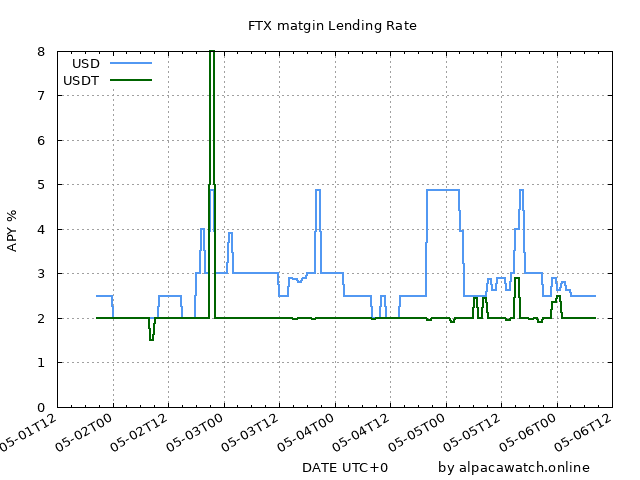 FTX matgin Lending Rate
USD
USDT
APY %
8
7
6
5
4
3
2
1
0
05-01T12
05-02T00
05-02T12
05-03T00
05-03T12
05-04T00
05-04T12
05-05T00
05-05T12
05-06T00
05-06T12
DATE UTC+0
by alpacawatch.online